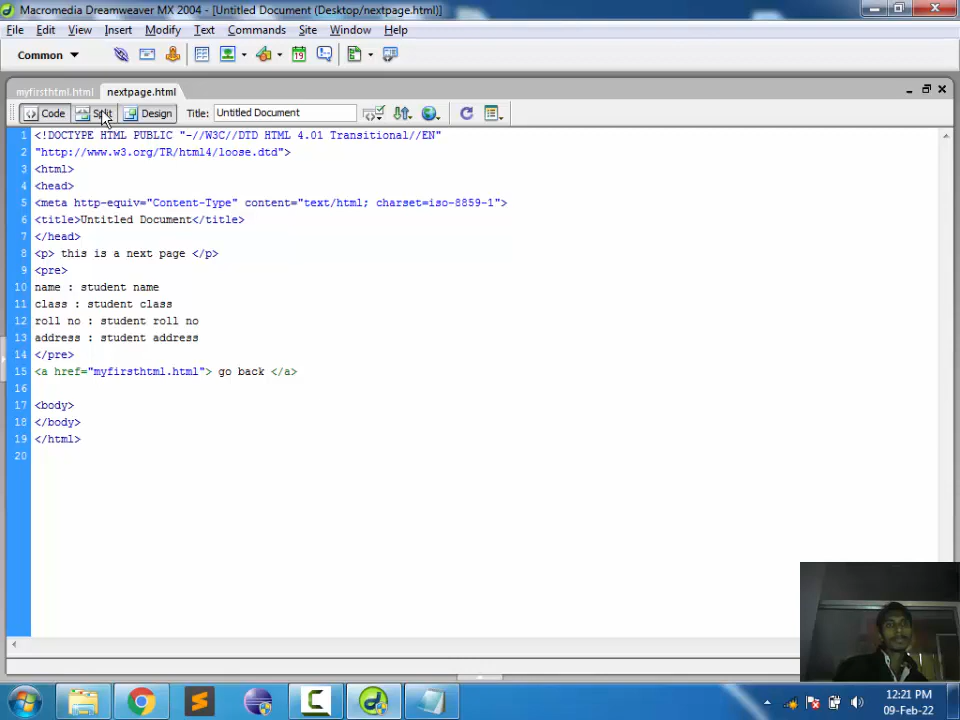 Macromedia Dreamweaver MX 2004 - [Untitled Document (Desktop/nextpage.html)]
File Edit View Insert Modify Text Commands Site Window Help
Common
myfirsthtml.html nextpage.html
Code Split Design Title: Untitled Document
1 <!DOCTYPE HTML PUBLIC "-//W3C//DTD HTML 4.01 Transitional//EN"
2 "http://www.w3.org/TR/html4/loose.dtd">
3 <html>
4 <head>
5 <meta http-equiv="Content-Type" content="text/html; charset=iso-8859-1">
6 <title>Untitled Document</title>
7 </head>
8 <p> this is a next page </p>
9 <pre>
10 name : student name
11 class : student class
12 roll no : student roll no
13 address : student address
14 </pre>
15 <a href="myfirsthtml.html"> go back </a>
16
17 <body>
18 </body>
19 </html>
20
12:21 PM
09-Feb-22